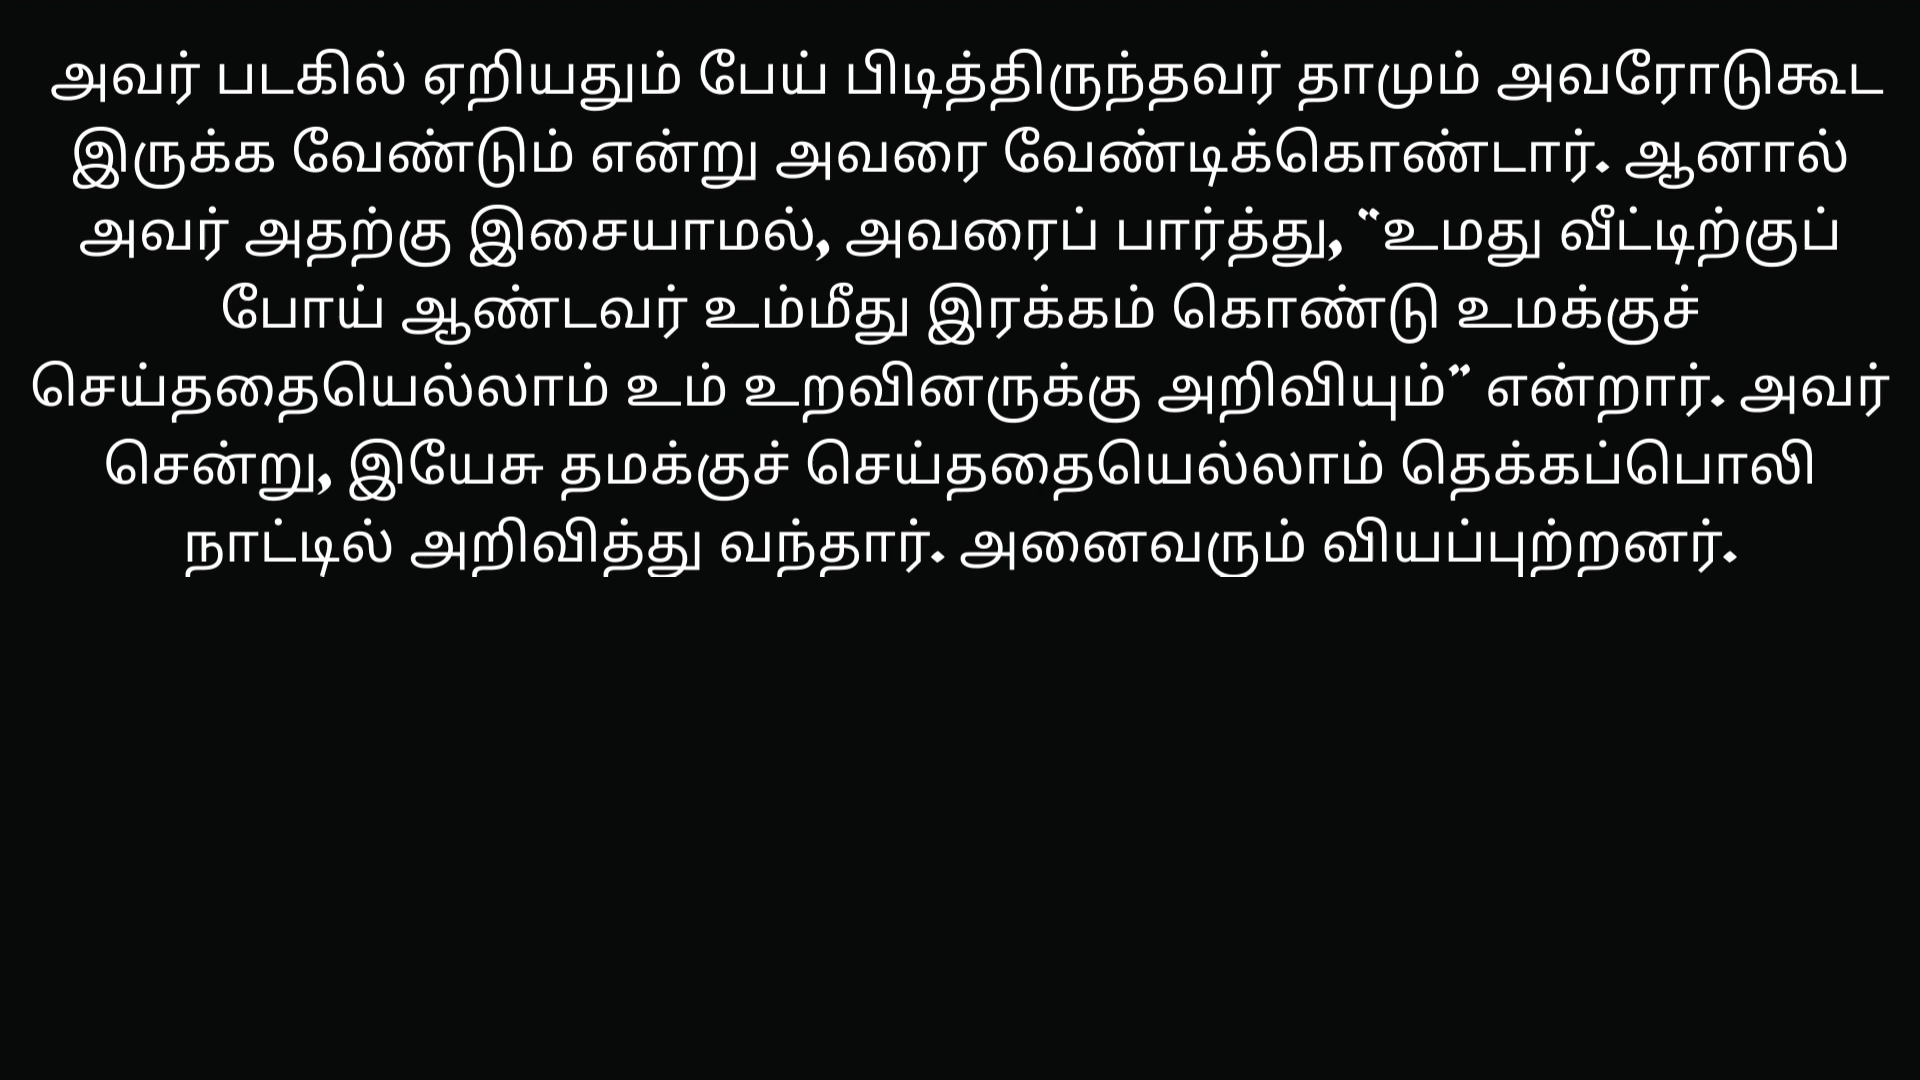 அவர் படகில் ஏறியதும் பேய் பிடித்திருந்தவர் தாமும் அவரோடுகூட
இருக்க வேண்டும் என்று அவரை வேண்டிக்கொண்டார். ஆனால்
அவர் அதற்கு இசையாமல், அவரைப் பார்த்து, “உமது வீட்டிற்குப்
போய் ஆண்டவர் உம்மீது இரக்கம் கொண்டு உமக்குச்
செய்ததையெல்லாம் உம் உறவினருக்கு அறிவியும்” என்றார். அவர்
சென்று, இயேசு தமக்குச் செய்ததையெல்லாம் தெக்கப்பொலி
நாட்டில் அறிவித்து வந்தார். அனைவரும் வியப்புற்றனர்.